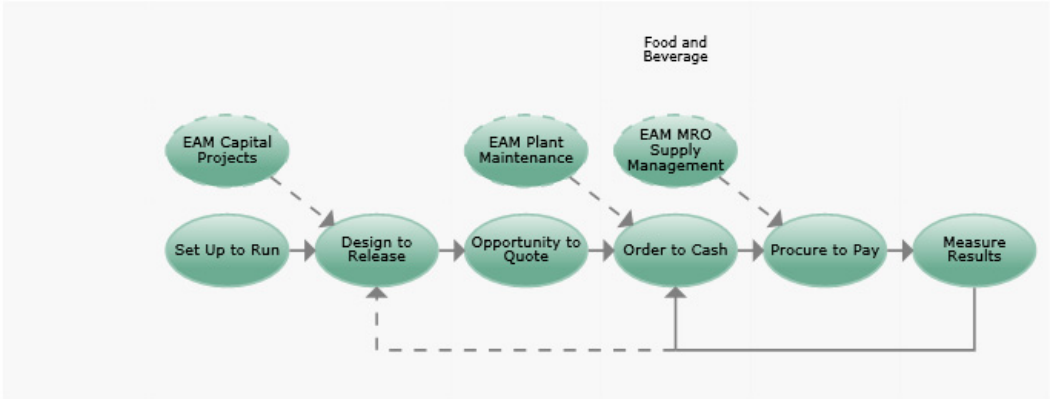 Food and
Beverage
EAM Capital
Projects
EAM Plant
Maintenance
EAM MRO
Supply
Management
Set Up to Run
Design to
Release
Opportunity to
Quote
Order to Cash
Procure to Pay
Measure
Results